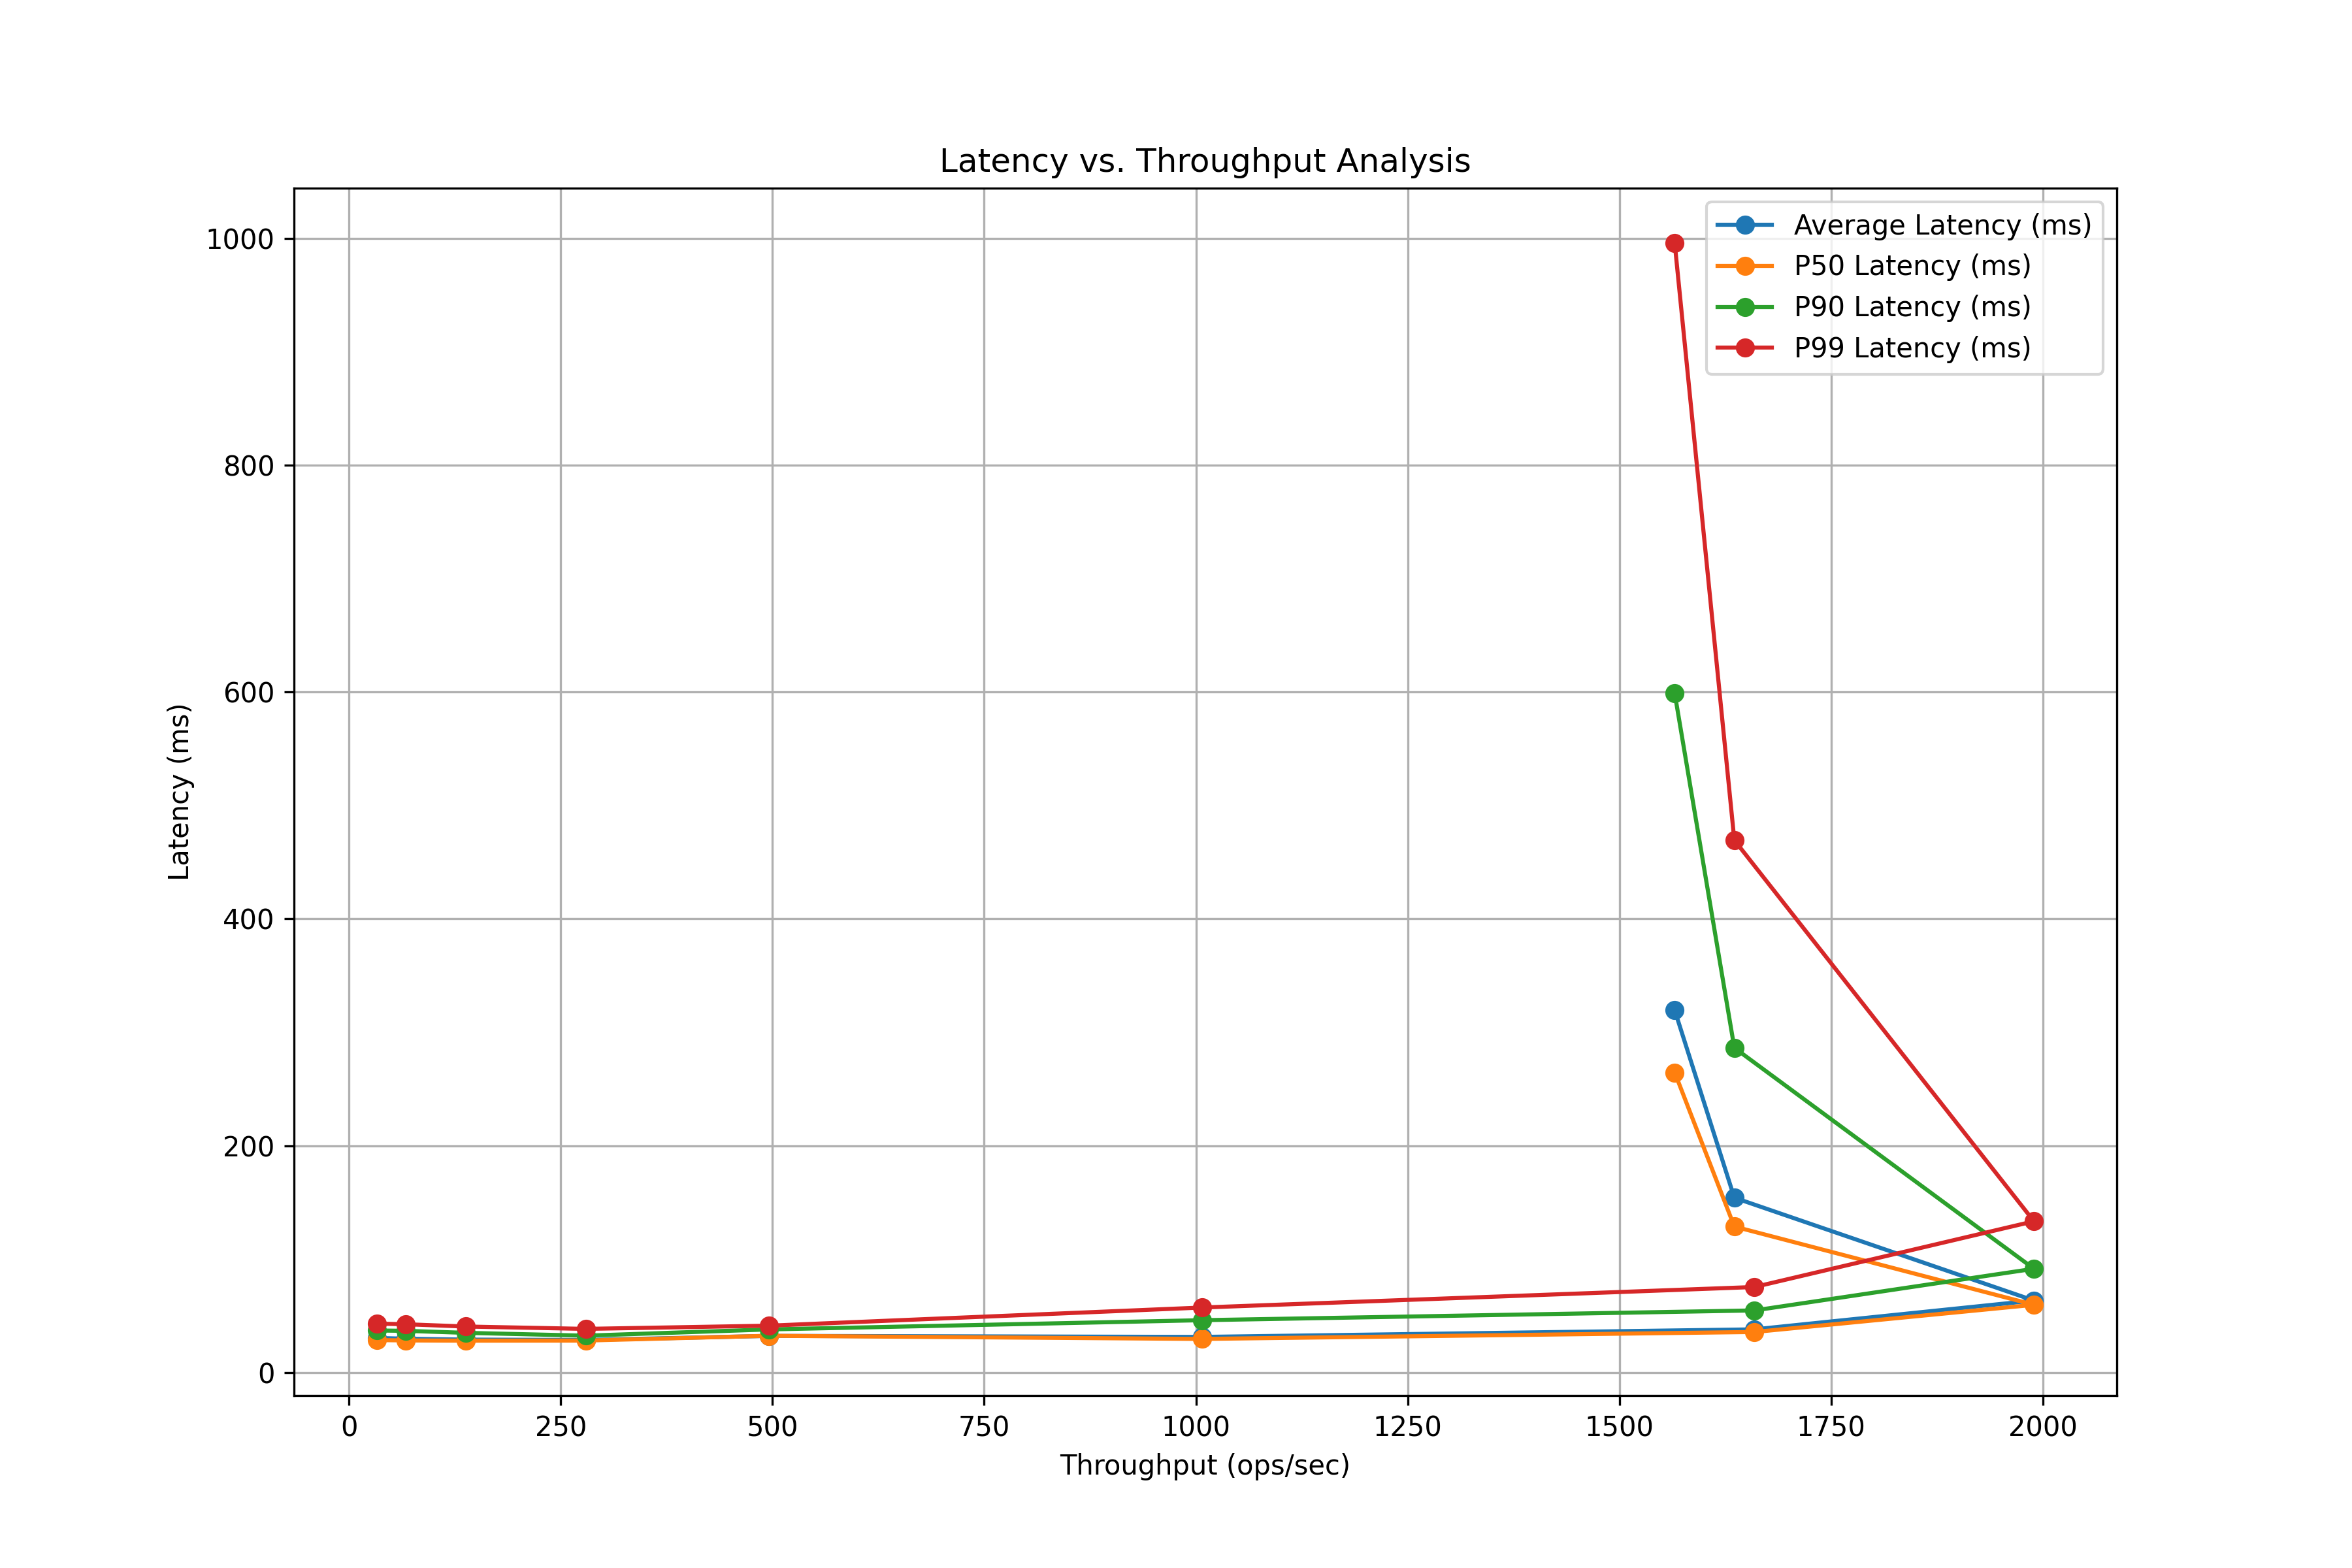 Latency vs. Throughput Analysis
Average Latency (ms)
P50 Latency (ms)
P90 Latency (ms)
P99 Latency (ms)
Latency (ms)
1000
800
600
400
200
0
0 250 500 750 1000 1250 1500 1750 2000
Throughput (ops/sec)